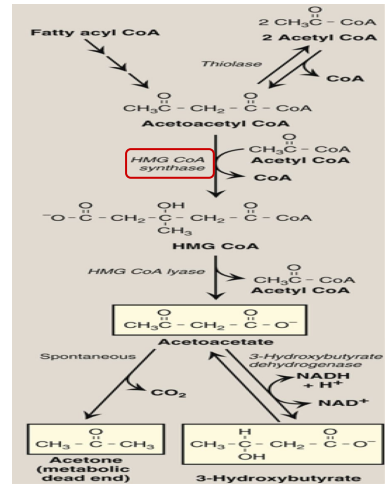 O
2 CH3C - CoA
Fatty acyl CoA
2 Acetyl CoA
Thiolase
CoA
O O
CH3C - CH2 - C - CoA
Acetoacetyl CoA
O
CH3C - CoA
HMG CoA
synthase
Acetyl CoA
CoA
O OH O
⁻O - C - CH2 - C - CH2 - C - CoA
CH3
HMG CoA
HMG CoA lyase
O
CH3C - CoA
Acetyl CoA
O O
CH3C - CH2 - C - O⁻
Acetoacetate
Spontaneous
3-Hydroxybutyrate
dehydrogenase
NADH
+ H⁺
CO2
NAD⁺
O
CH3 - C - CH3
Acetone
(metabolic
dead end)
H O
CH3 - C - CH2 - C - O⁻
OH
3-Hydroxybutyrate